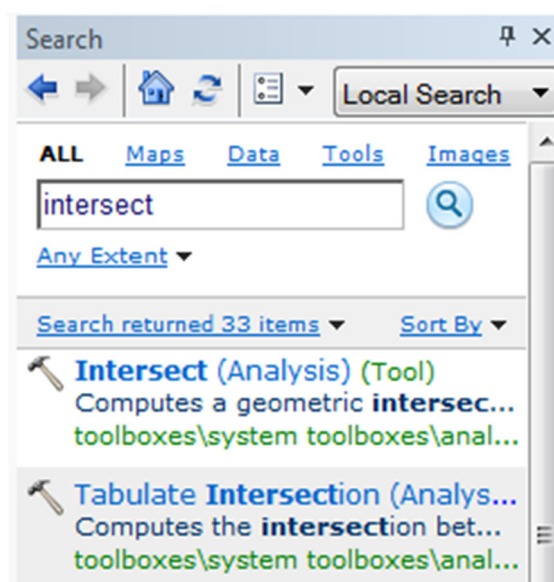 Search
Local Search
ALL Maps Data Tools Images
intersect
Any Extent
Search returned 33 items Sort By
Intersect (Analysis) (Tool)
Computes a geometric intersec...
toolboxes\system toolboxes\anal...
Tabulate Intersection (Analys...
Computes the intersection bet...
toolboxes\system toolboxes\anal...